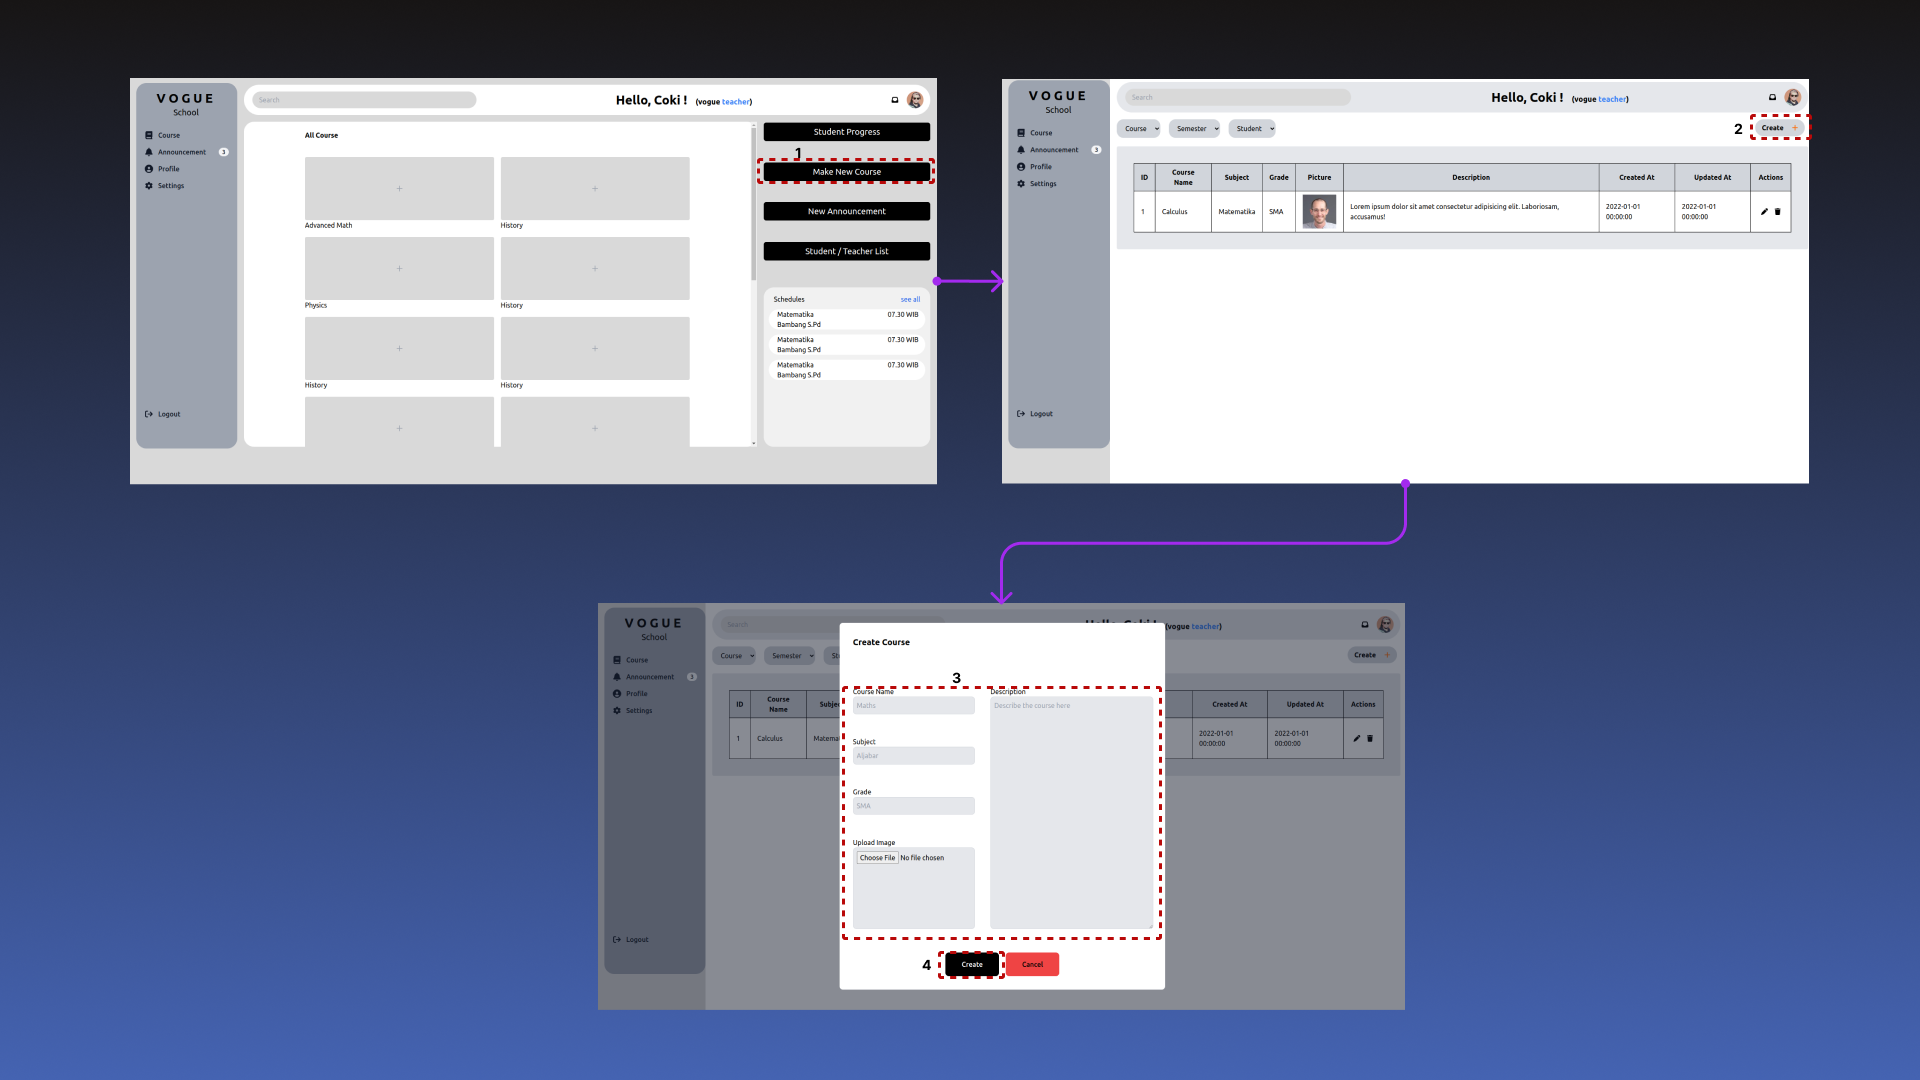 VOGUE
School
Course
Announcement 3
Profile
Settings
Logout
Search
Hello, Coki ! (vogue teacher)
All Course
Advanced Math
History
Physics
History
History
History
Student Progress
1
Make New Course
New Announcement
Student / Teacher List
Schedules see all
Matematika 07.30 WIB
Bambang S.Pd
Matematika 07.30 WIB
Bambang S.Pd
Matematika 07.30 WIB
Bambang S.Pd
VOGUE
School
Course
Announcement 3
Profile
Settings
Logout
Search
Hello, Coki ! (vogue teacher)
Course Semester Student
2 Create +
ID Course Name Subject Grade Picture Description Created At Updated At Actions
1 Calculus Matematika SMA Lorem ipsum dolor sit amet consectetur adipisicing elit. Laboriosam, accusamus! 2022-01-01 00:00:00 2022-01-01 00:00:00
VOGUE
School
Course
Announcement 3
Profile
Settings
Logout
Search
(vogue teacher)
Course Semester
Create +
ID Course Name Created At Updated At Actions
1 Calculus 2022-01-01 00:00:00 2022-01-01 00:00:00
Create Course
3
Course Name
Maths
Subject
Aljabar
Grade
SMA
Upload Image
Choose File No file chosen
Description
Describe the course here
4 Create Cancel